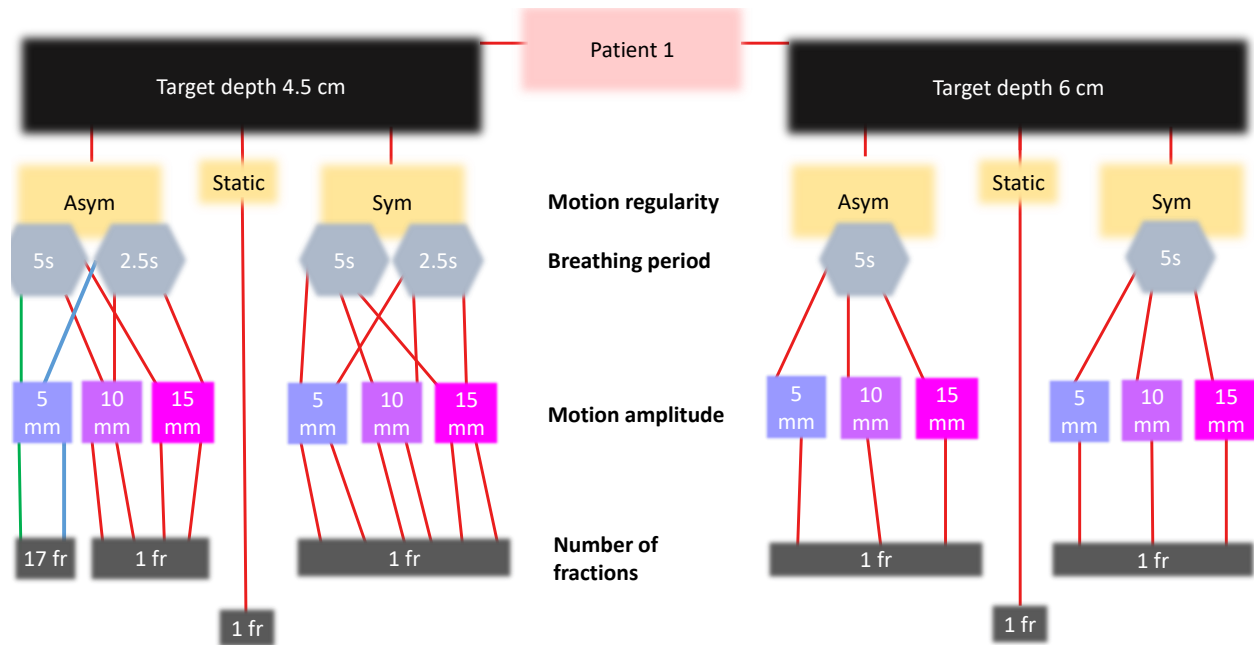 Patient 1
Target depth 4.5 cm
Target depth 6 cm
Static
Static
Asym
Sym
Motion regularity
Asym
Sym
5s
2.5s
5s
2.5s
Breathing period
5s
5s
5
mm
10
mm
15
mm
5
mm
10
mm
15
mm
Motion amplitude
5
mm
10
mm
15
mm
5
mm
10
mm
15
mm
17 fr
1 fr
1 fr
Number of
fractions
1 fr
1 fr
1 fr
1 fr